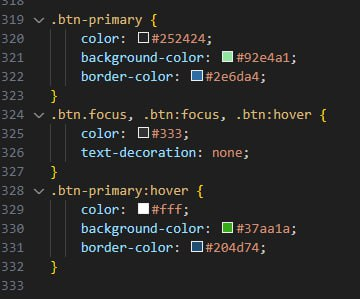 318
319 .btn-primary {
320 color: #252424;
321 background-color: #92e4a1;
322 border-color: #2e6da4;
323 }
324 .btn.focus, .btn:focus, .btn:hover {
325 color: #333;
326 text-decoration: none;
327 }
328 .btn-primary:hover {
329 color: #fff;
330 background-color: #37aa1a;
331 border-color: #204d74;
332 }
333